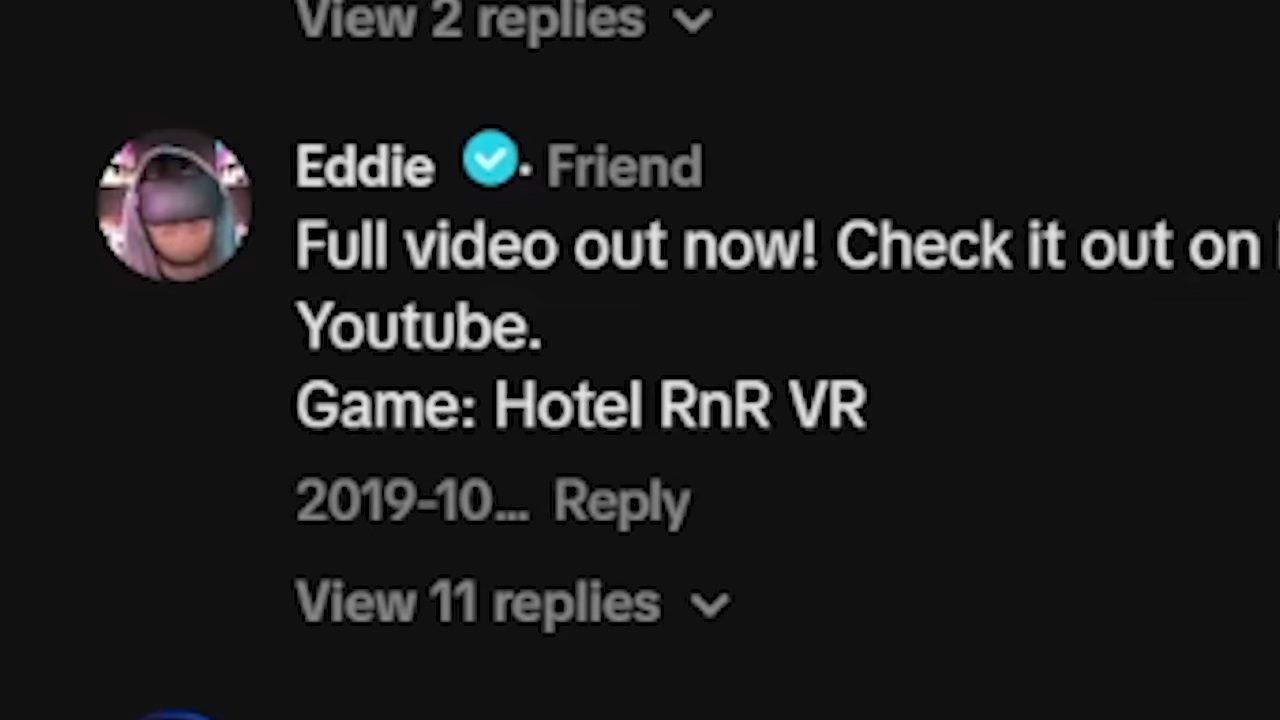 View 2 replies
Eddie · Friend
Full video out now! Check it out on
Youtube.
Game: Hotel RnR VR
2019-10... Reply
View 11 replies